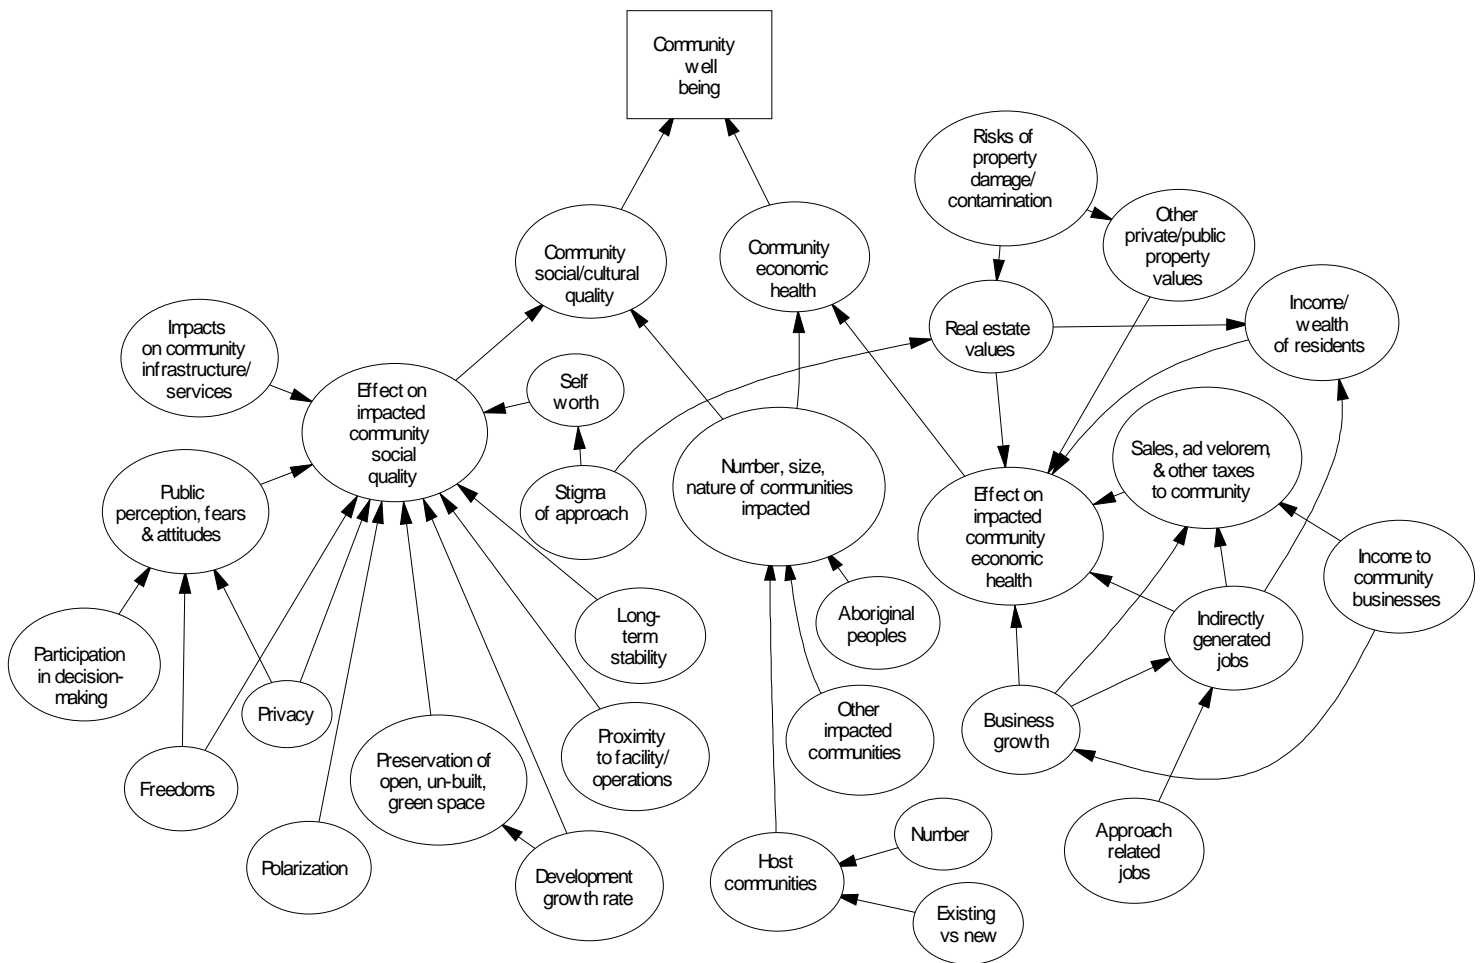 Community
well
being
Risks of
property
damage/
contamination
Other
private/public
property
values
Community
social/cultural
quality
Community
economic
health
Income/
wealth
of residents
Real estate
values
Impacts
on community
infrastructure/
services
Effect on
impacted
community
social
quality
Self
worth
Stigma
of approach
Number, size,
nature of communities
impacted
Sales, ad velorem,
& other taxes
to community
Public
perception, fears
& attitudes
Effect on
impacted
community
economic
health
Income to
community
businesses
Long-
term
stability
Aboriginal
peoples
Indirectly
generated
jobs
Participation
in decision-
making
Privacy
Business
growth
Other
impacted
communities
Proximity
to facility/
operations
Preservation of
open, un-built,
green space
Freedoms
Number
Approach
related
jobs
Polarization
Development
growth rate
Host
communities
Existing
vs new